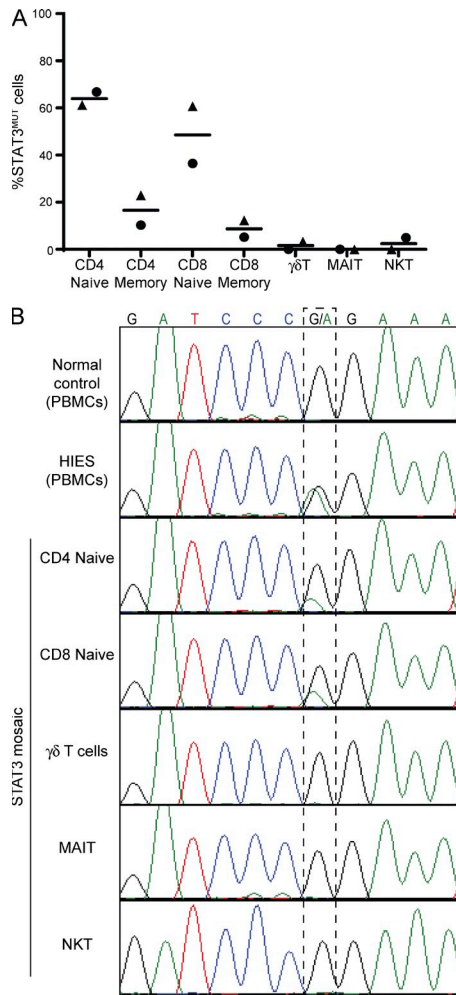 A
%STAT3MUT cells
100
80
60
40
20
0
CD4 Naive
CD4 Memory
CD8 Naive
CD8 Memory
γδT
MAIT
NKT
B
G A T C C C G/A G A A A
Normal control (PBMCs)
HIES (PBMCs)
STAT3 mosaic
CD4 Naive
CD8 Naive
γδ T cells
MAIT
NKT